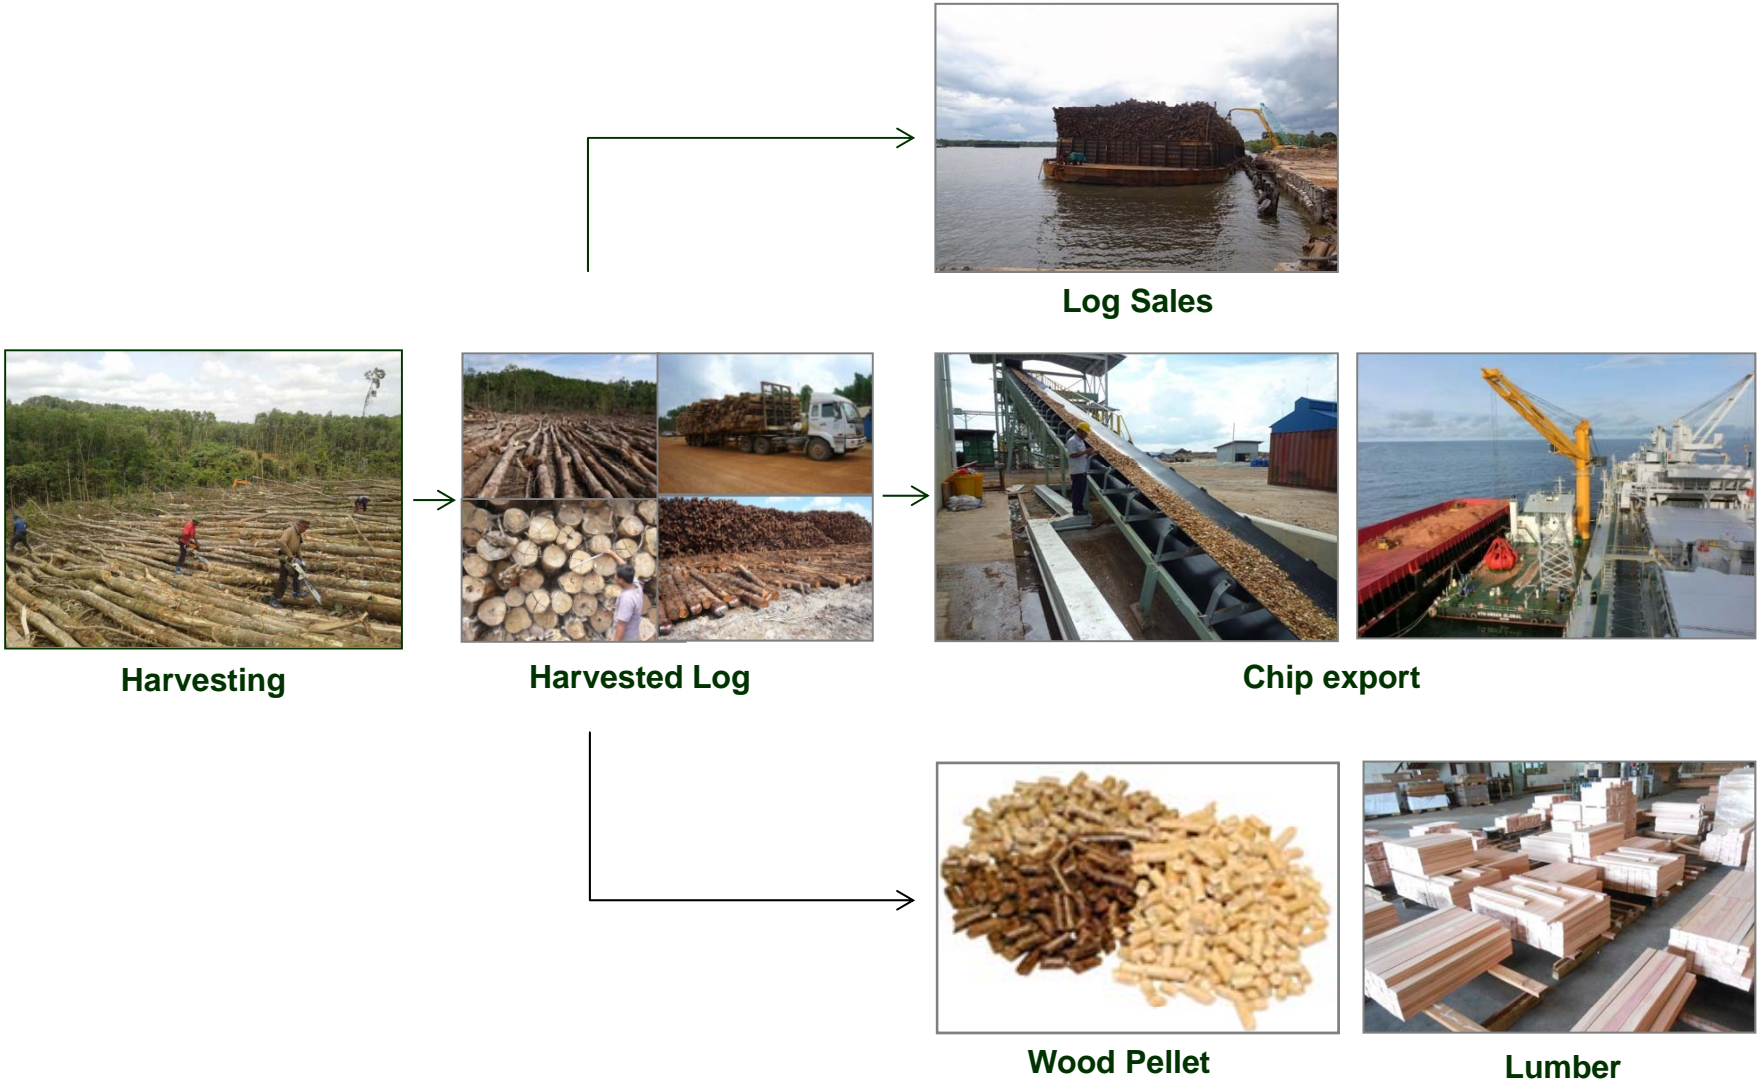 Log Sales
Harvesting
Harvested Log
Chip export
Wood Pellet
Lumber